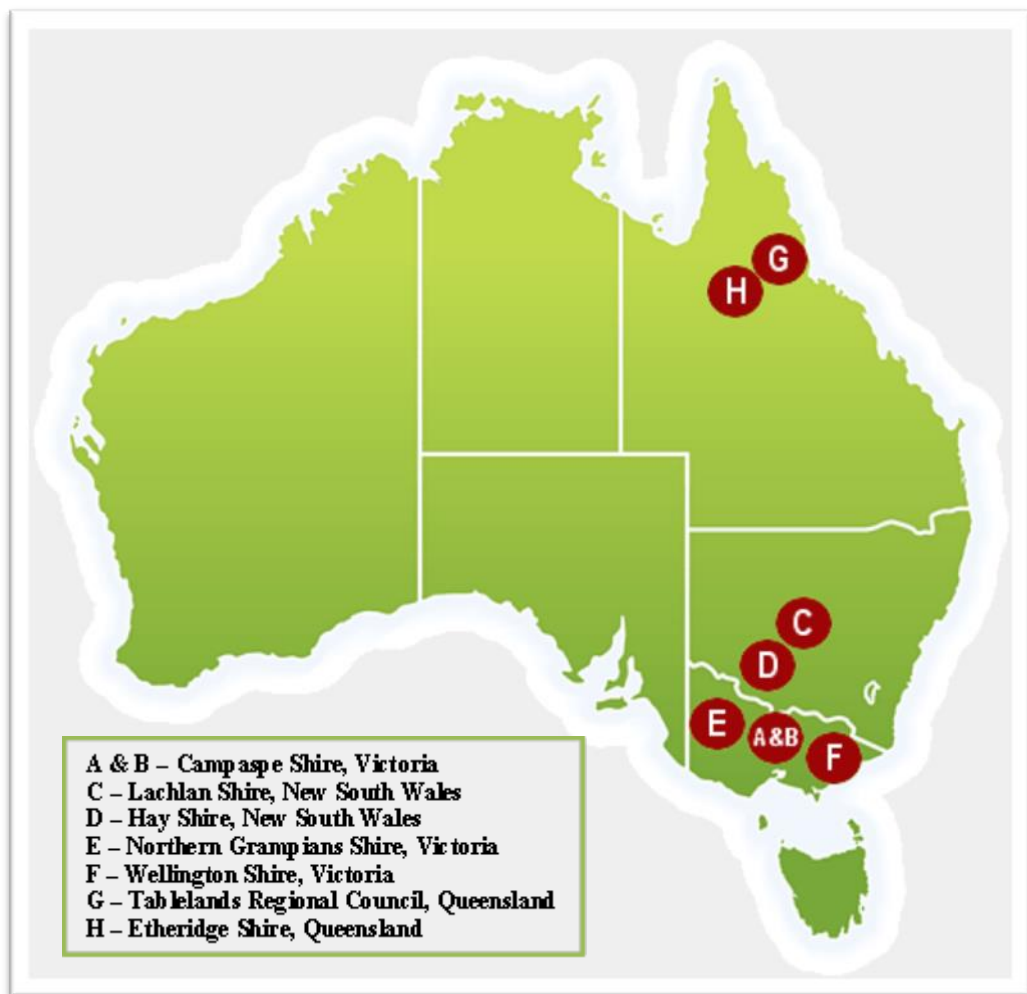 G
H
C
D
E
A&B
F
A & B – Campaspe Shire, Victoria
C – Lachlan Shire, New South Wales
D – Hay Shire, New South Wales
E – Northern Grampians Shire, Victoria
F – Wellington Shire, Victoria
G – Tablelands Regional Council, Queensland
H – Etheridge Shire, Queensland